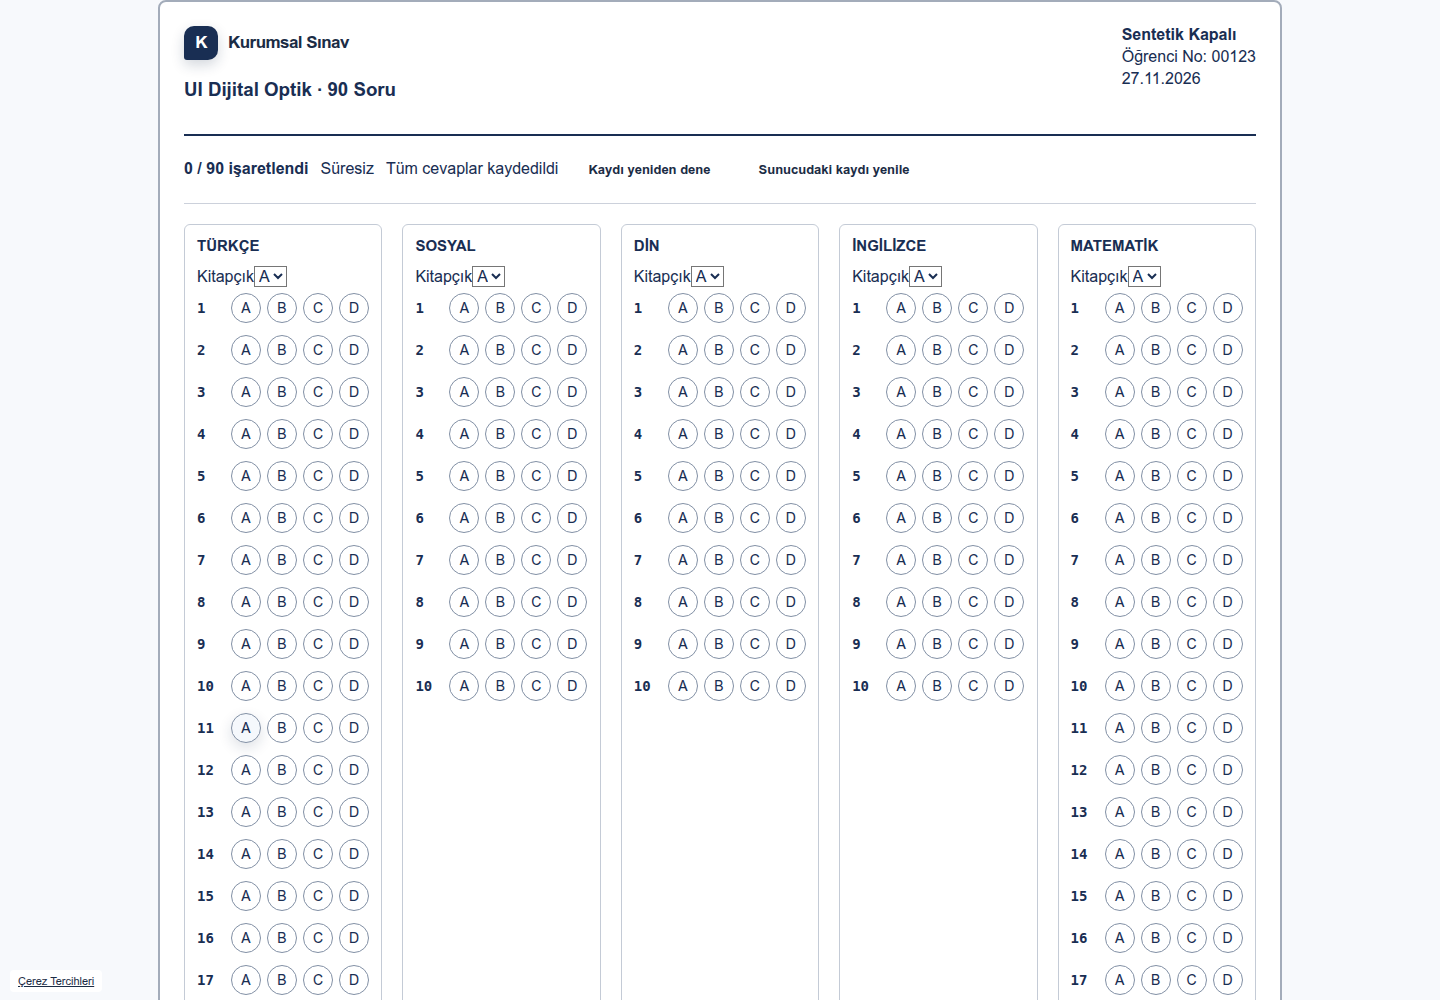 K Kurumsal Sınav
UI Dijital Optik · 90 Soru
Sentetik Kapalı
Öğrenci No: 00123
27.11.2026
0 / 90 işaretlendi Süresiz Tüm cevaplar kaydedildi Kaydı yeniden dene Sunucudaki kaydı yenile
TÜRKÇE
Kitapçık A
1 A B C D
2 A B C D
3 A B C D
4 A B C D
5 A B C D
6 A B C D
7 A B C D
8 A B C D
9 A B C D
10 A B C D
11 A B C D
12 A B C D
13 A B C D
14 A B C D
15 A B C D
16 A B C D
17 A B C D
SOSYAL
Kitapçık A
1 A B C D
2 A B C D
3 A B C D
4 A B C D
5 A B C D
6 A B C D
7 A B C D
8 A B C D
9 A B C D
10 A B C D
DİN
Kitapçık A
1 A B C D
2 A B C D
3 A B C D
4 A B C D
5 A B C D
6 A B C D
7 A B C D
8 A B C D
9 A B C D
10 A B C D
İNGİLİZCE
Kitapçık A
1 A B C D
2 A B C D
3 A B C D
4 A B C D
5 A B C D
6 A B C D
7 A B C D
8 A B C D
9 A B C D
10 A B C D
MATEMATİK
Kitapçık A
1 A B C D
2 A B C D
3 A B C D
4 A B C D
5 A B C D
6 A B C D
7 A B C D
8 A B C D
9 A B C D
10 A B C D
11 A B C D
12 A B C D
13 A B C D
14 A B C D
15 A B C D
16 A B C D
17 A B C D
Çerez Tercihleri